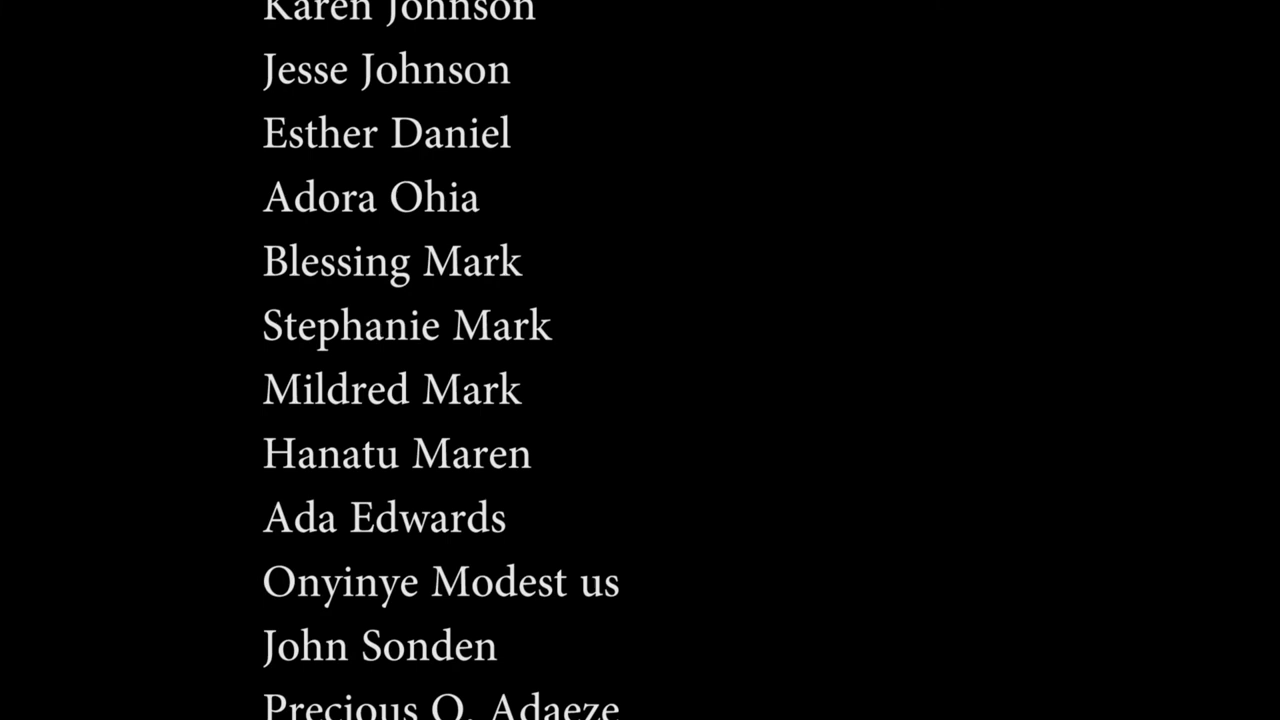 Karen Johnson
Jesse Johnson
Esther Daniel
Adora Ohia
Blessing Mark
Stephanie Mark
Mildred Mark
Hanatu Maren
Ada Edwards
Onyinye Modest us
John Sonden
Precious O. Adaeze